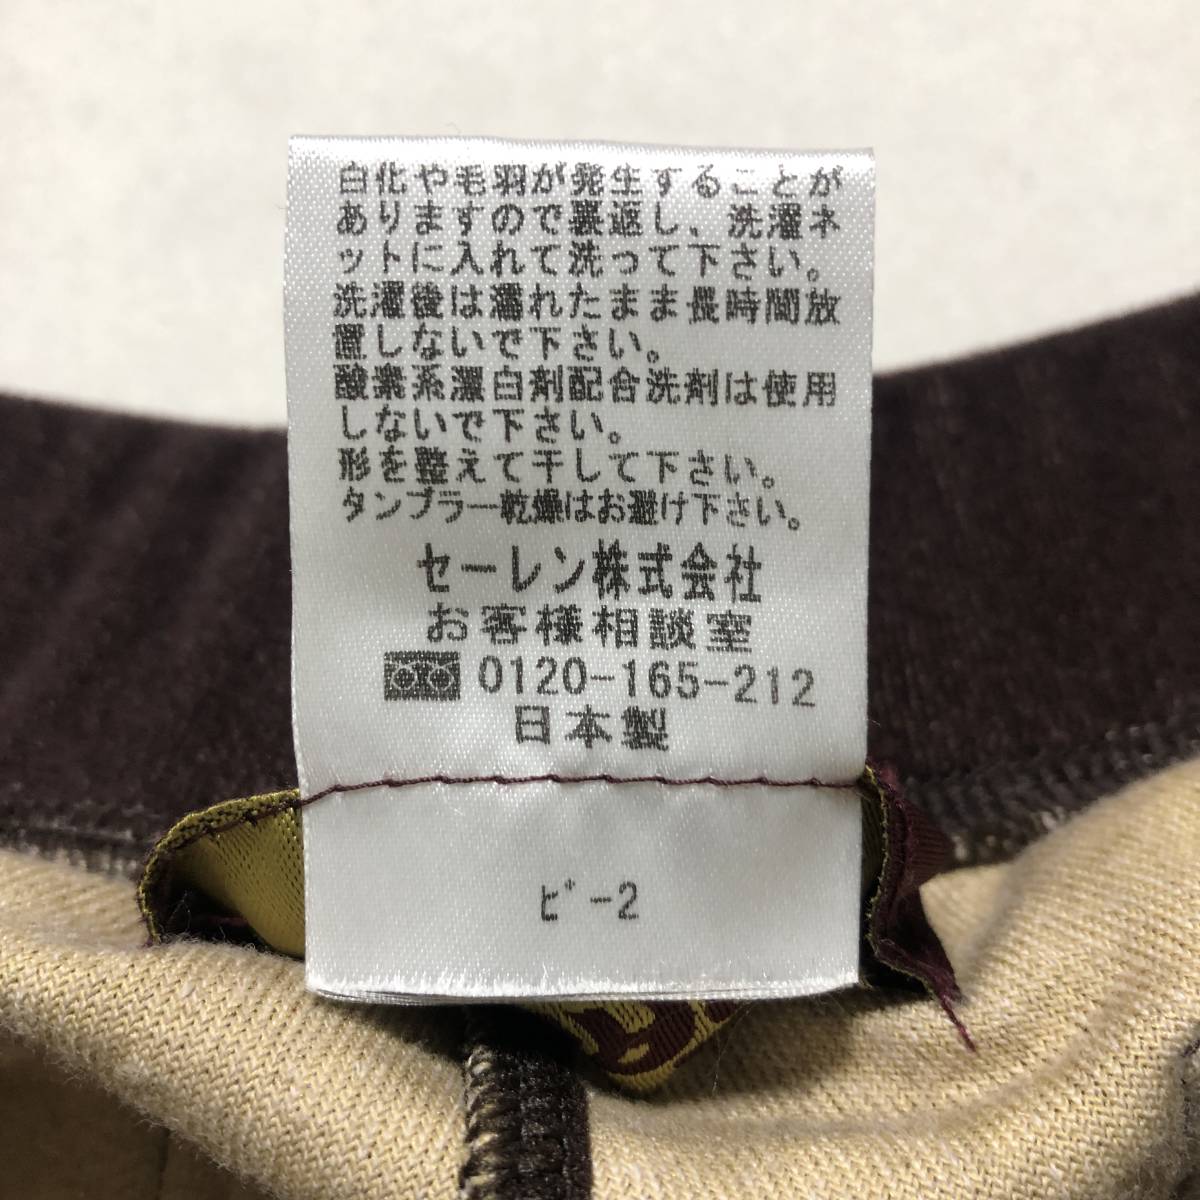 白化や毛羽が発生することが
ありますので裏返し、洗濯ネ
ットに入れて洗って下さい。
洗濯後は濡れたまま長時間放
置しないで下さい。
酸素系漂白剤配合洗剤は使用
しないで下さい。
形を整えて干して下さい。
タンブラー乾燥はお避け下さい。
セーレン株式会社
お客様相談室
0120-165-212
日本製
ビ-2